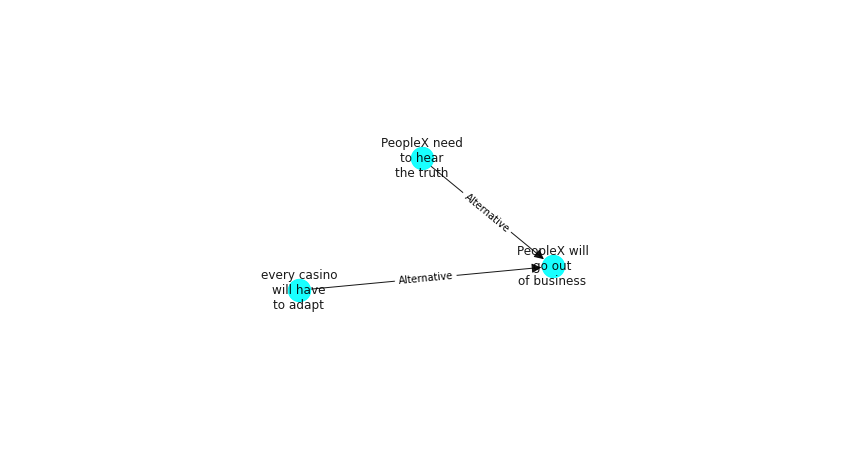 PeopleX need
to hear
the truth
Alternative
PeopleX will
go out
of business
Alternative
every casino
will have
to adapt